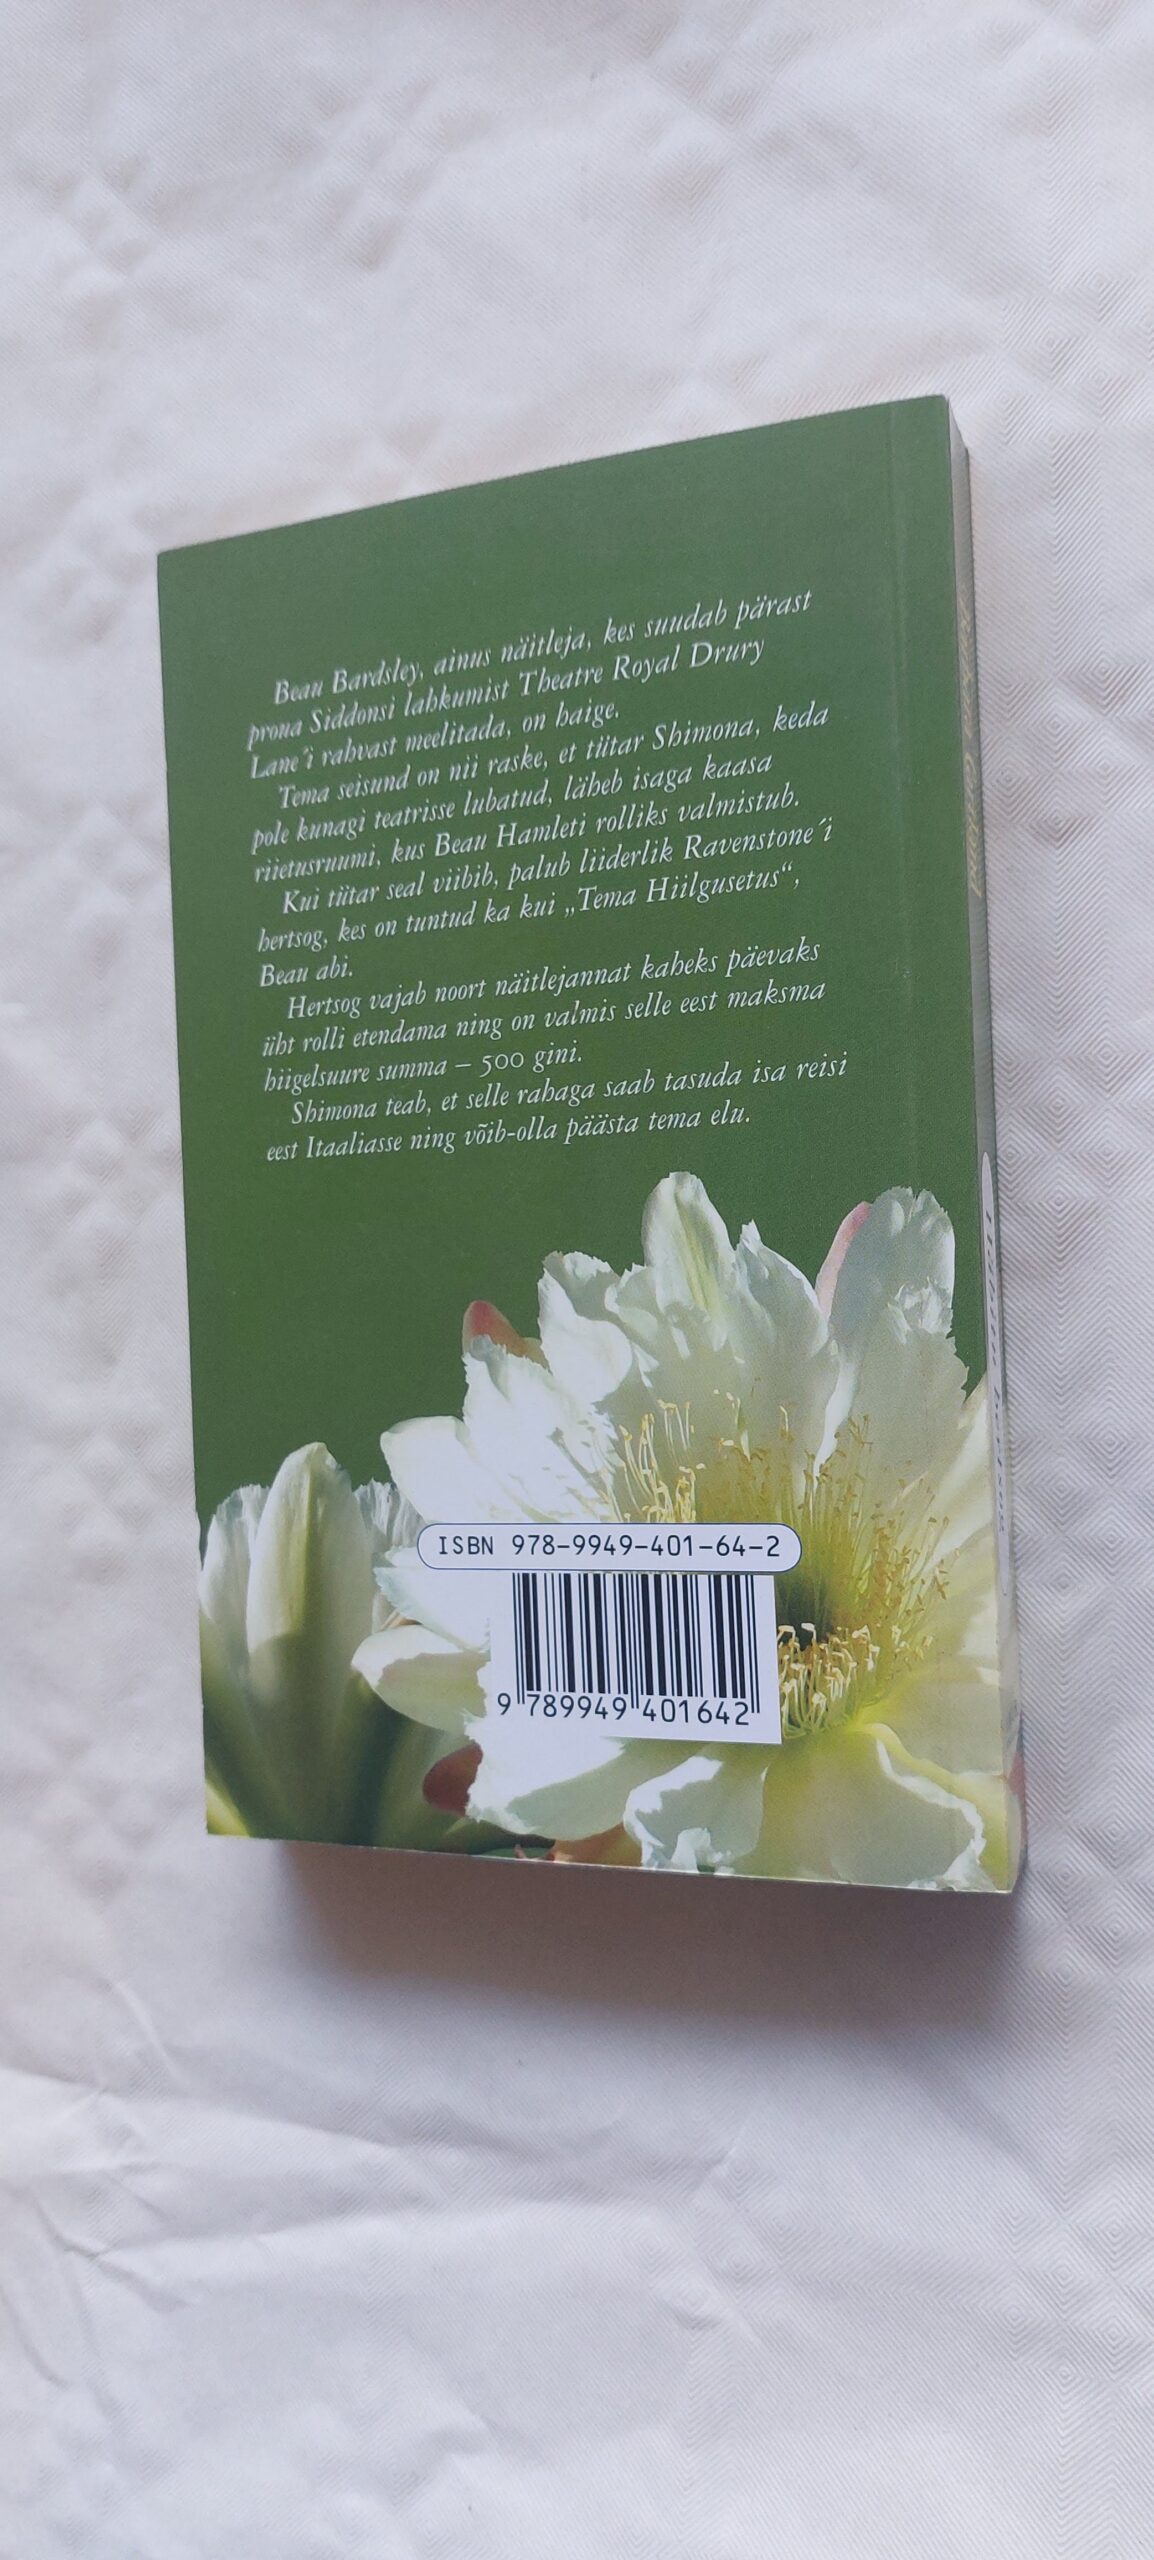 Beau Bardsley, ainus näitleja, kes suudab pärast
proua Siddonsi lahkumist Theatre Royal Drury
Lane´i rahvast meelitada, on haige.
Tema seisund on nii raske, et tütar Shimona, keda
pole kunagi teatrisse lubatud, läheb isaga kaasa
riietusruumi, kus Beau Hamleti rolliks valmistub.
Kui tütar seal viibib, palub liiderlik Ravenstone´i
hertsog, kes on tuntud ka kui „Tema Hiilgusetus“,
Beau abi.
Hertsog vajab noort näitlejannat kaheks päevaks
üht rolli etendama ning on valmis selle eest maksma
hiigelsuure summa – 500 gini.
Shimona teab, et selle rahaga saab tasuda isa reisi
eest Itaaliasse ning võib-olla päästa tema elu.
ISBN 978-9949-401-64-2
9 789949 401642